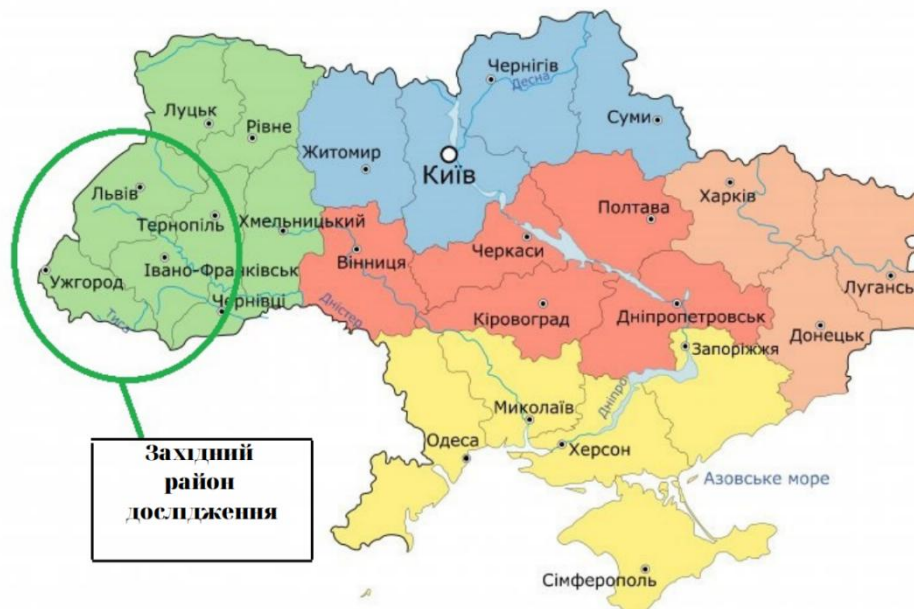 Чернігів
Десна
Луцьк
Рівне
Суми
Житомир
Київ
Львів
Харків
Тернопіль
Хмельницький
Полтава
Черкаси
Вінниця
Ужгород
Івано-Франківськ
Лугансь
Чернівці
Дністер
Тиса
Кіровоград
Дніпропетровськ
Донецьк
Запоріжжя
Миколаїв
Дніпро
Одеса
Херсон
Західний
район
дослідження
Азовське море
Сімферополь